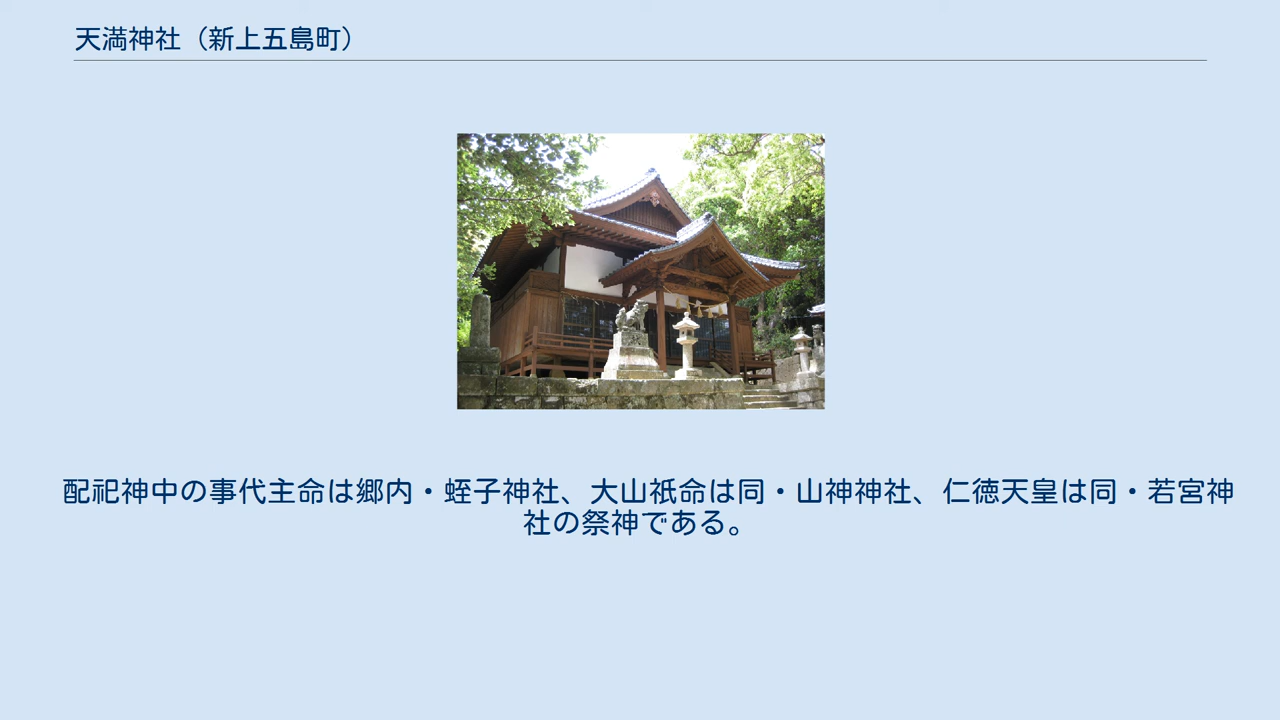 天満神社（新上五島町）
配祀神中の事代主命は郷内・蛭子神社、大山祇命は同・山神神社、仁徳天皇は同・若宮神
社の祭神である。